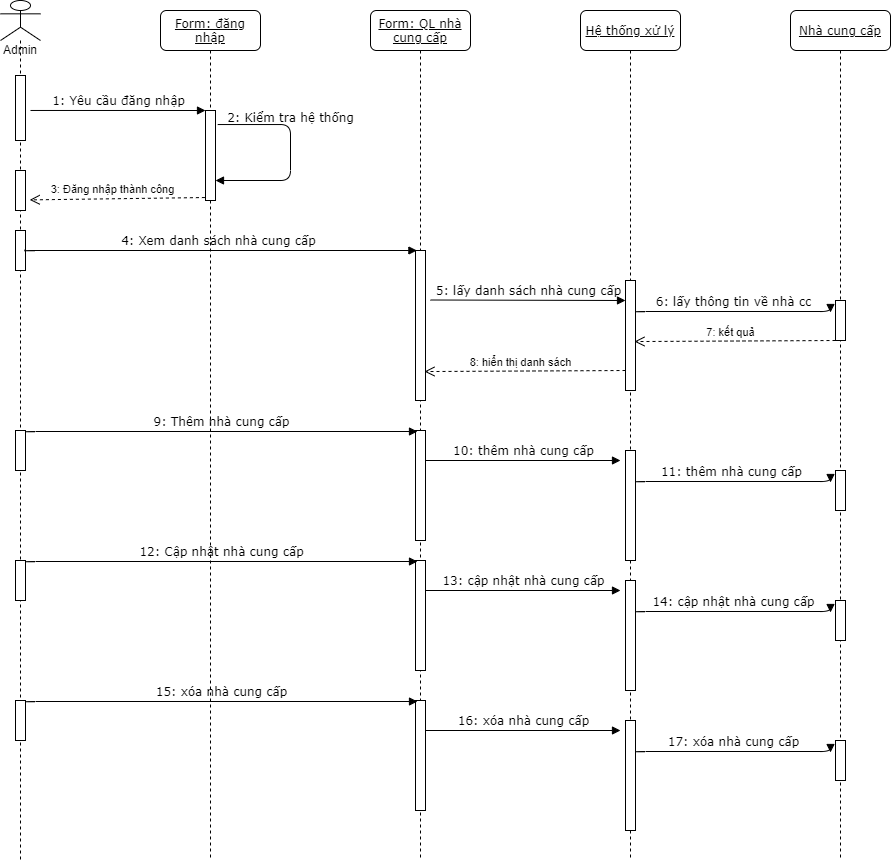 Admin
Form: đăng
nhập
Form: QL nhà
cung cấp
Hệ thống xử lý
Nhà cung cấp
1: Yêu cầu đăng nhập
2: Kiểm tra hệ thống
3: Đăng nhập thành công
4: Xem danh sách nhà cung cấp
5: lấy danh sách nhà cung cấp
6: lấy thông tin về nhà cc
7: kết quả
8: hiển thị danh sách
9: Thêm nhà cung cấp
10: thêm nhà cung cấp
11: thêm nhà cung cấp
12: Cập nhật nhà cung cấp
13: cập nhật nhà cung cấp
14: cập nhật nhà cung cấp
15: xóa nhà cung cấp
16: xóa nhà cung cấp
17: xóa nhà cung cấp